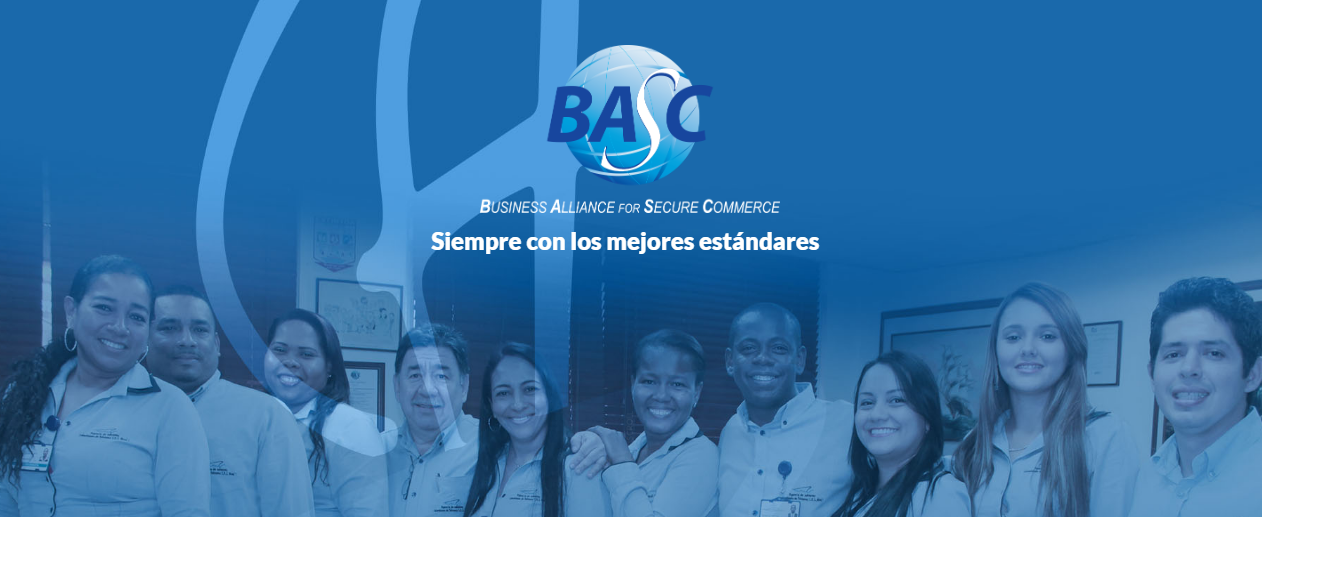 BASC
BUSINESS ALLIANCE FOR SECURE COMMERCE
Siempre con los mejores estándares